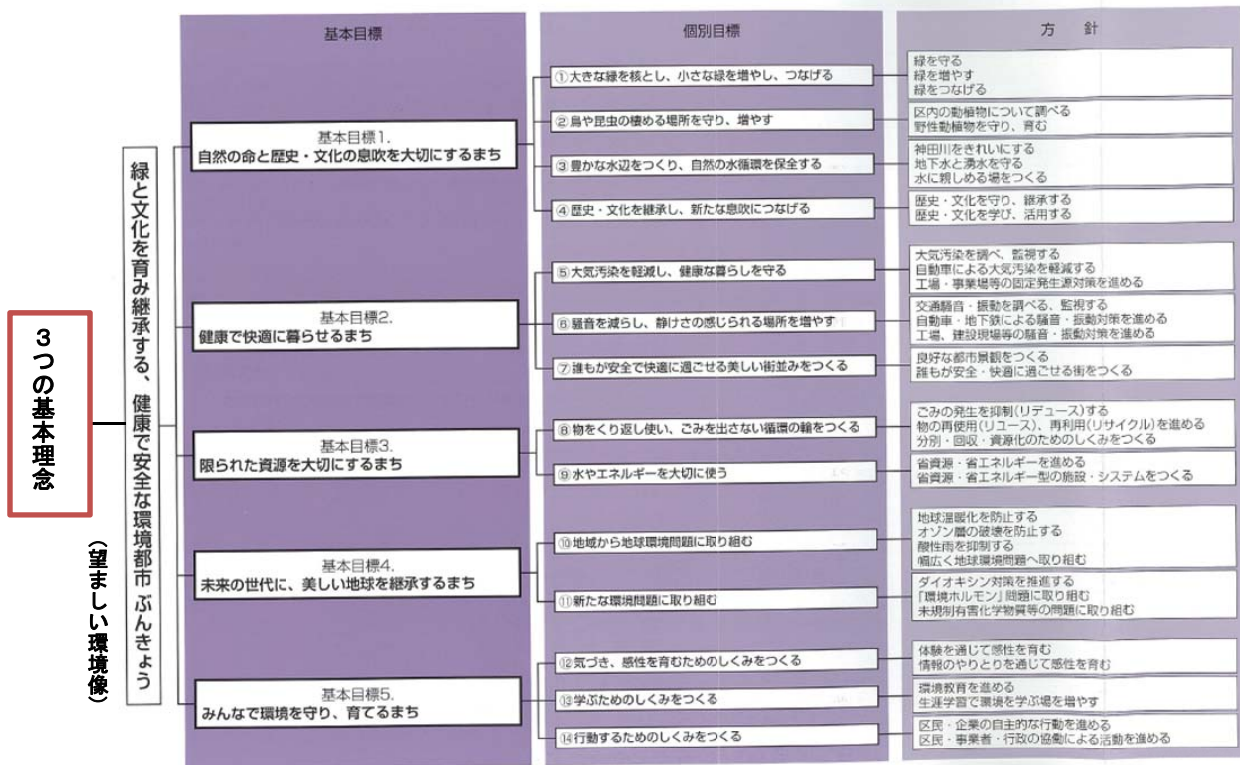 基本目標
個別目標
方針
3つの基本理念
緑と文化を育み継承する、健康で安全な環境都市 ぶんきょう
（望ましい環境像）
基本目標1.
自然の命と歴史・文化の息吹を大切にするまち
①大きな緑を核とし、小さな緑を増やし、つなげる
緑を守る
緑を増やす
緑をつなげる
②鳥や昆虫の棲める場所を守り、増やす
区内の動植物について調べる
野性動植物を守り、育む
③豊かな水辺をつくり、自然の水循環を保全する
神田川をきれいにする
地下水と湧水を守る
水に親しめる場をつくる
④歴史・文化を継承し、新たな息吹につなげる
歴史・文化を守り、継承する
歴史・文化を学び、活用する
基本目標2.
健康で快適に暮らせるまち
⑤大気汚染を軽減し、健康な暮らしを守る
大気汚染を調べ、監視する
自動車による大気汚染を軽減する
工場・事業場等の固定発生源対策を進める
⑥騒音を減らし、静けさの感じられる場所を増やす
交通騒音・振動を調べる、監視する
自動車・地下鉄による騒音・振動対策を進める
工場、建設現場等の騒音・振動対策を進める
⑦誰もが安全で快適に過ごせる美しい街並みをつくる
良好な都市景観をつくる
誰もが安全・快適に過ごせる街をつくる
基本目標3.
限られた資源を大切にするまち
⑧物をくり返し使い、ごみを出さない循環の輪をつくる
ごみの発生を抑制(リデュース)する
物の再使用(リユース)、再利用(リサイクル)を進める
分別・回収・資源化のためのしくみをつくる
⑨水やエネルギーを大切に使う
省資源・省エネルギーを進める
省資源・省エネルギー型の施設・システムをつくる
基本目標4.
未来の世代に、美しい地球を継承するまち
⑩地域から地球環境問題に取り組む
地球温暖化を防止する
オゾン層の破壊を防止する
酸性雨を抑制する
幅広く地球環境問題へ取り組む
⑪新たな環境問題に取り組む
ダイオキシン対策を推進する
「環境ホルモン」問題に取り組む
未規制有害化学物質等の問題に取り組む
基本目標5.
みんなで環境を守り、育てるまち
⑫気づき、感性を育むためのしくみをつくる
体験を通じて感性を育む
情報のやりとりを通じて感性を育む
⑬学ぶためのしくみをつくる
環境教育を進める
生涯学習で環境を学ぶ場を増やす
⑭行動するためのしくみをつくる
区民・企業の自主的な行動を進める
区民・事業者・行政の協働による活動を進める